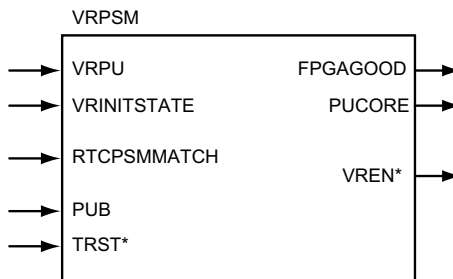 VRPSM
VRPU
FPGAGOOD
VRINITSTATE
PUCORE
RTCPSMMATCH
VREN*
PUB
TRST*